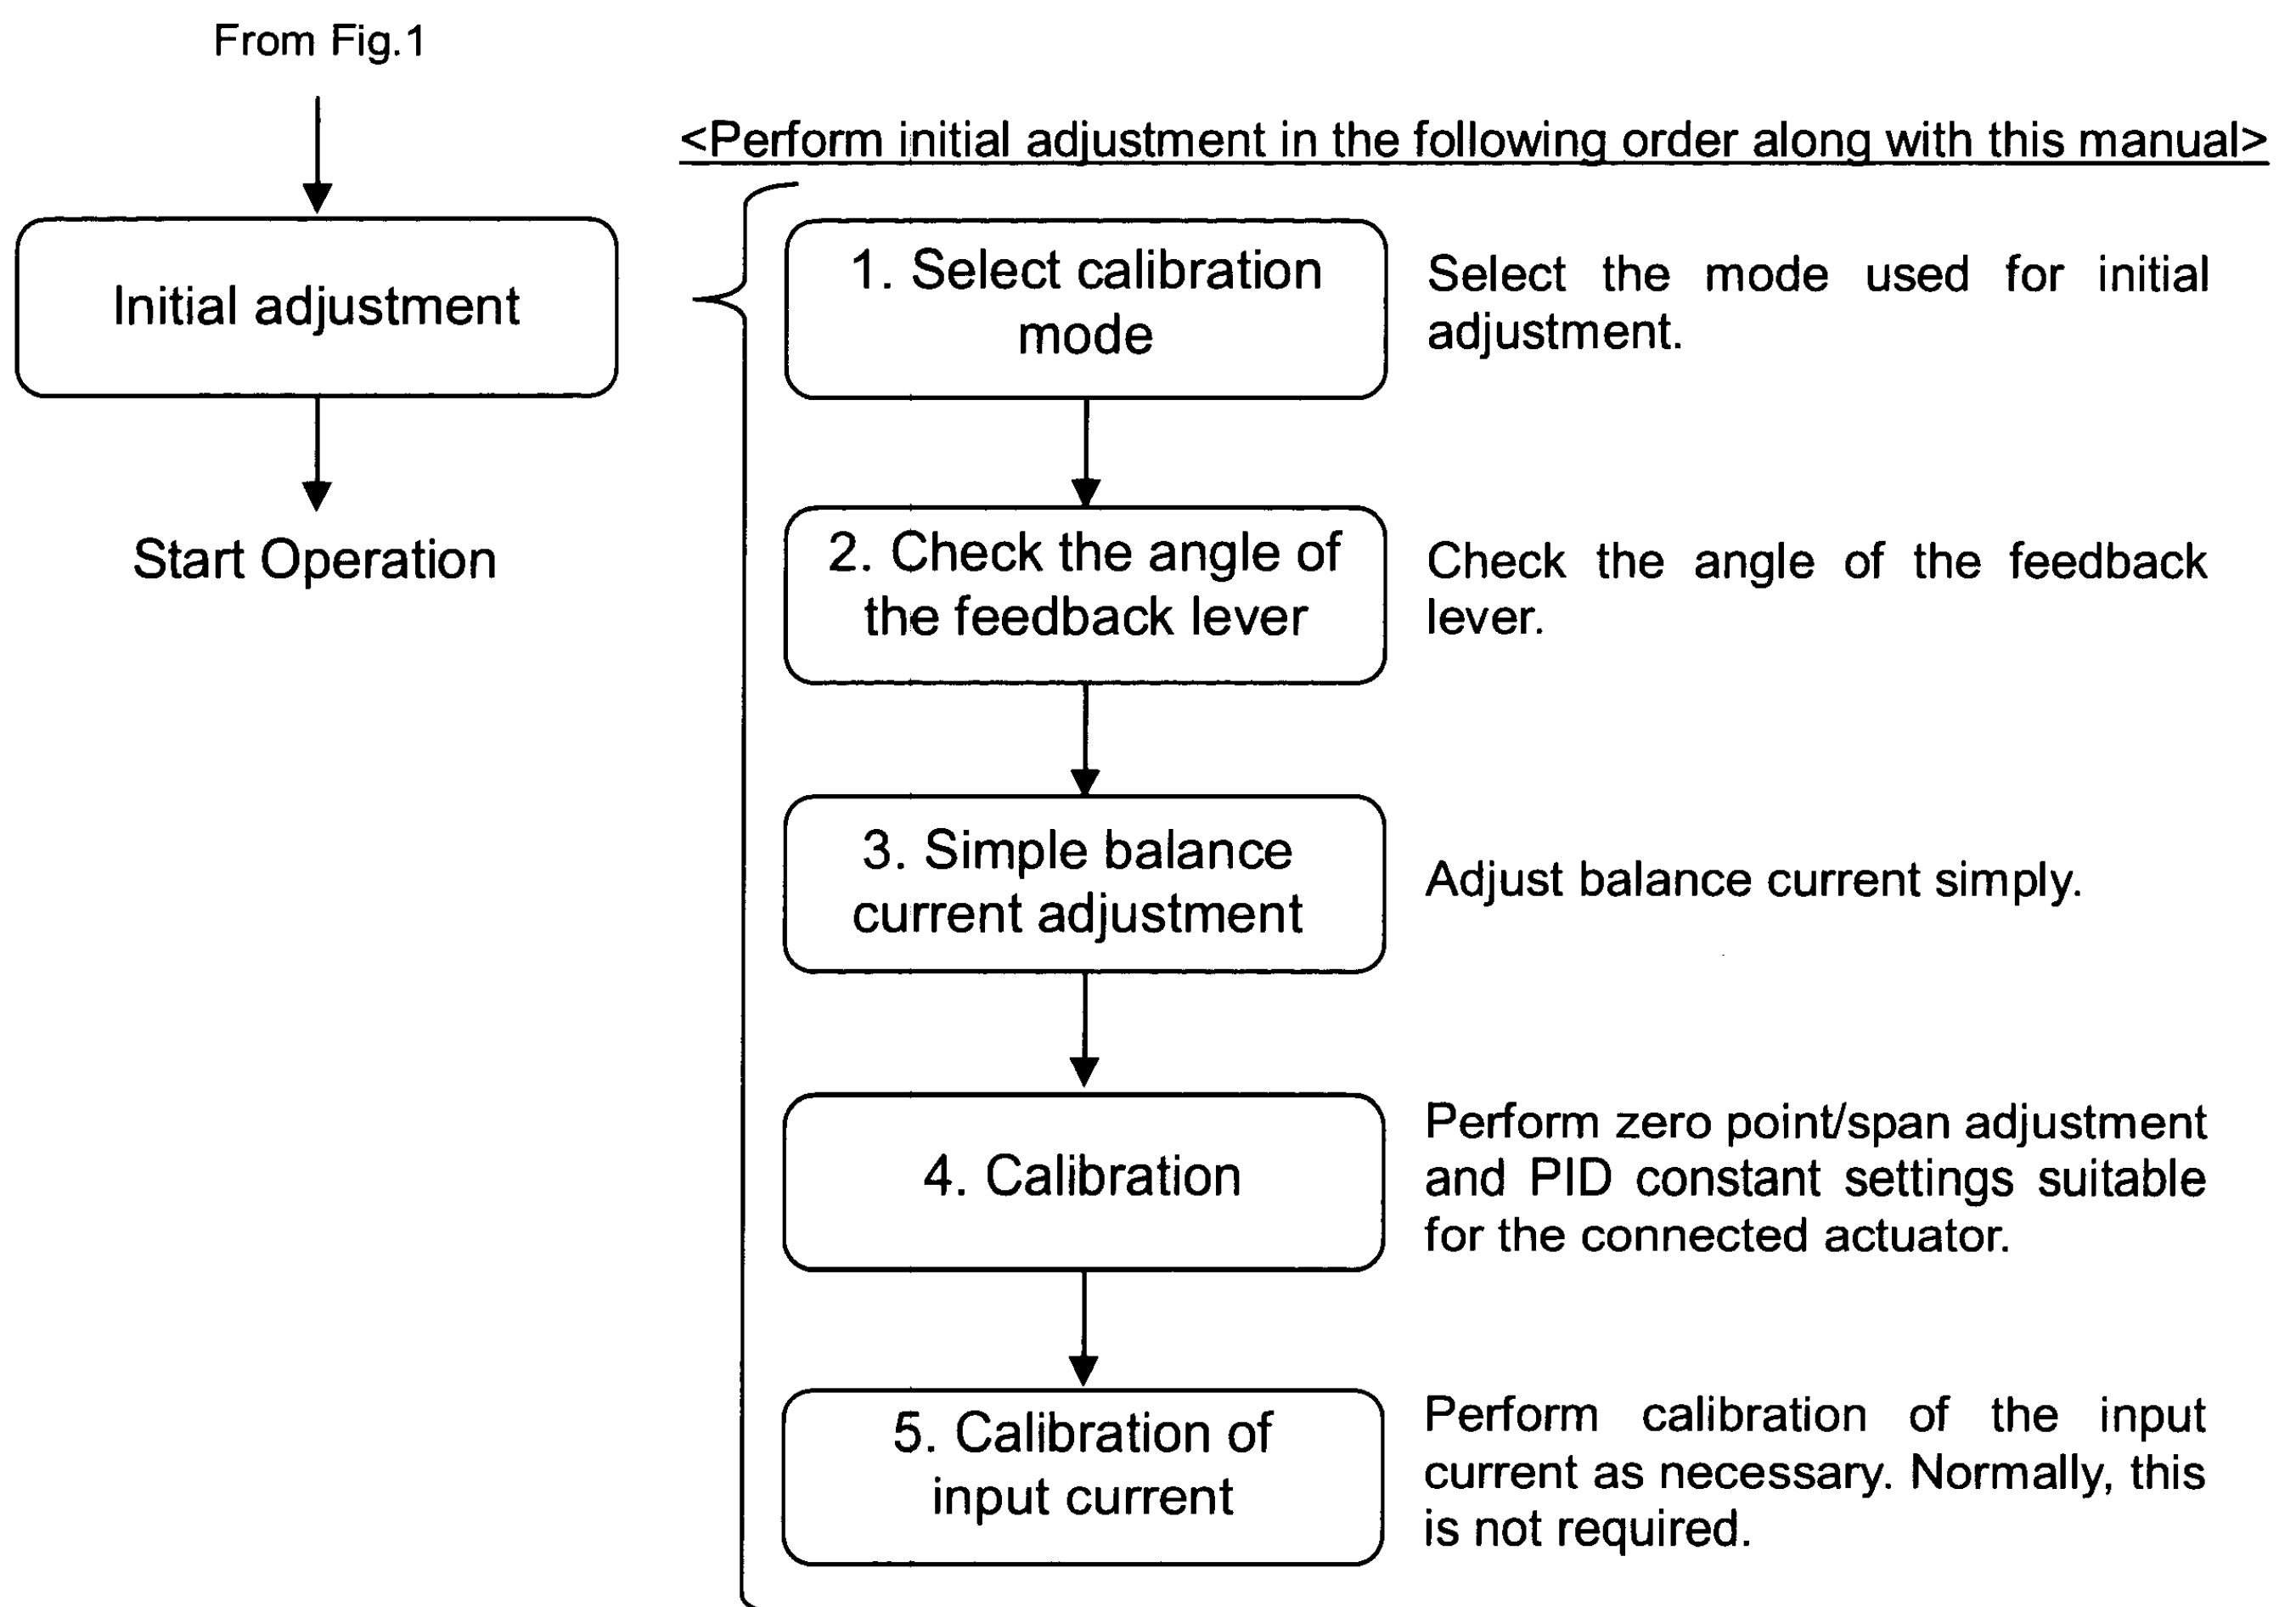 From Fig.1
Initial adjustment
Start Operation
<Perform initial adjustment in the following order along with this manual>
1. Select calibration
mode
Select the mode used for initial
adjustment.
2. Check the angle of
the feedback lever
Check the angle of the feedback
lever.
3. Simple balance
current adjustment
Adjust balance current simply.
4. Calibration
Perform zero point/span adjustment
and PID constant settings suitable
for the connected actuator.
5. Calibration of
input current
Perform calibration of the input
current as necessary. Normally, this
is not required.